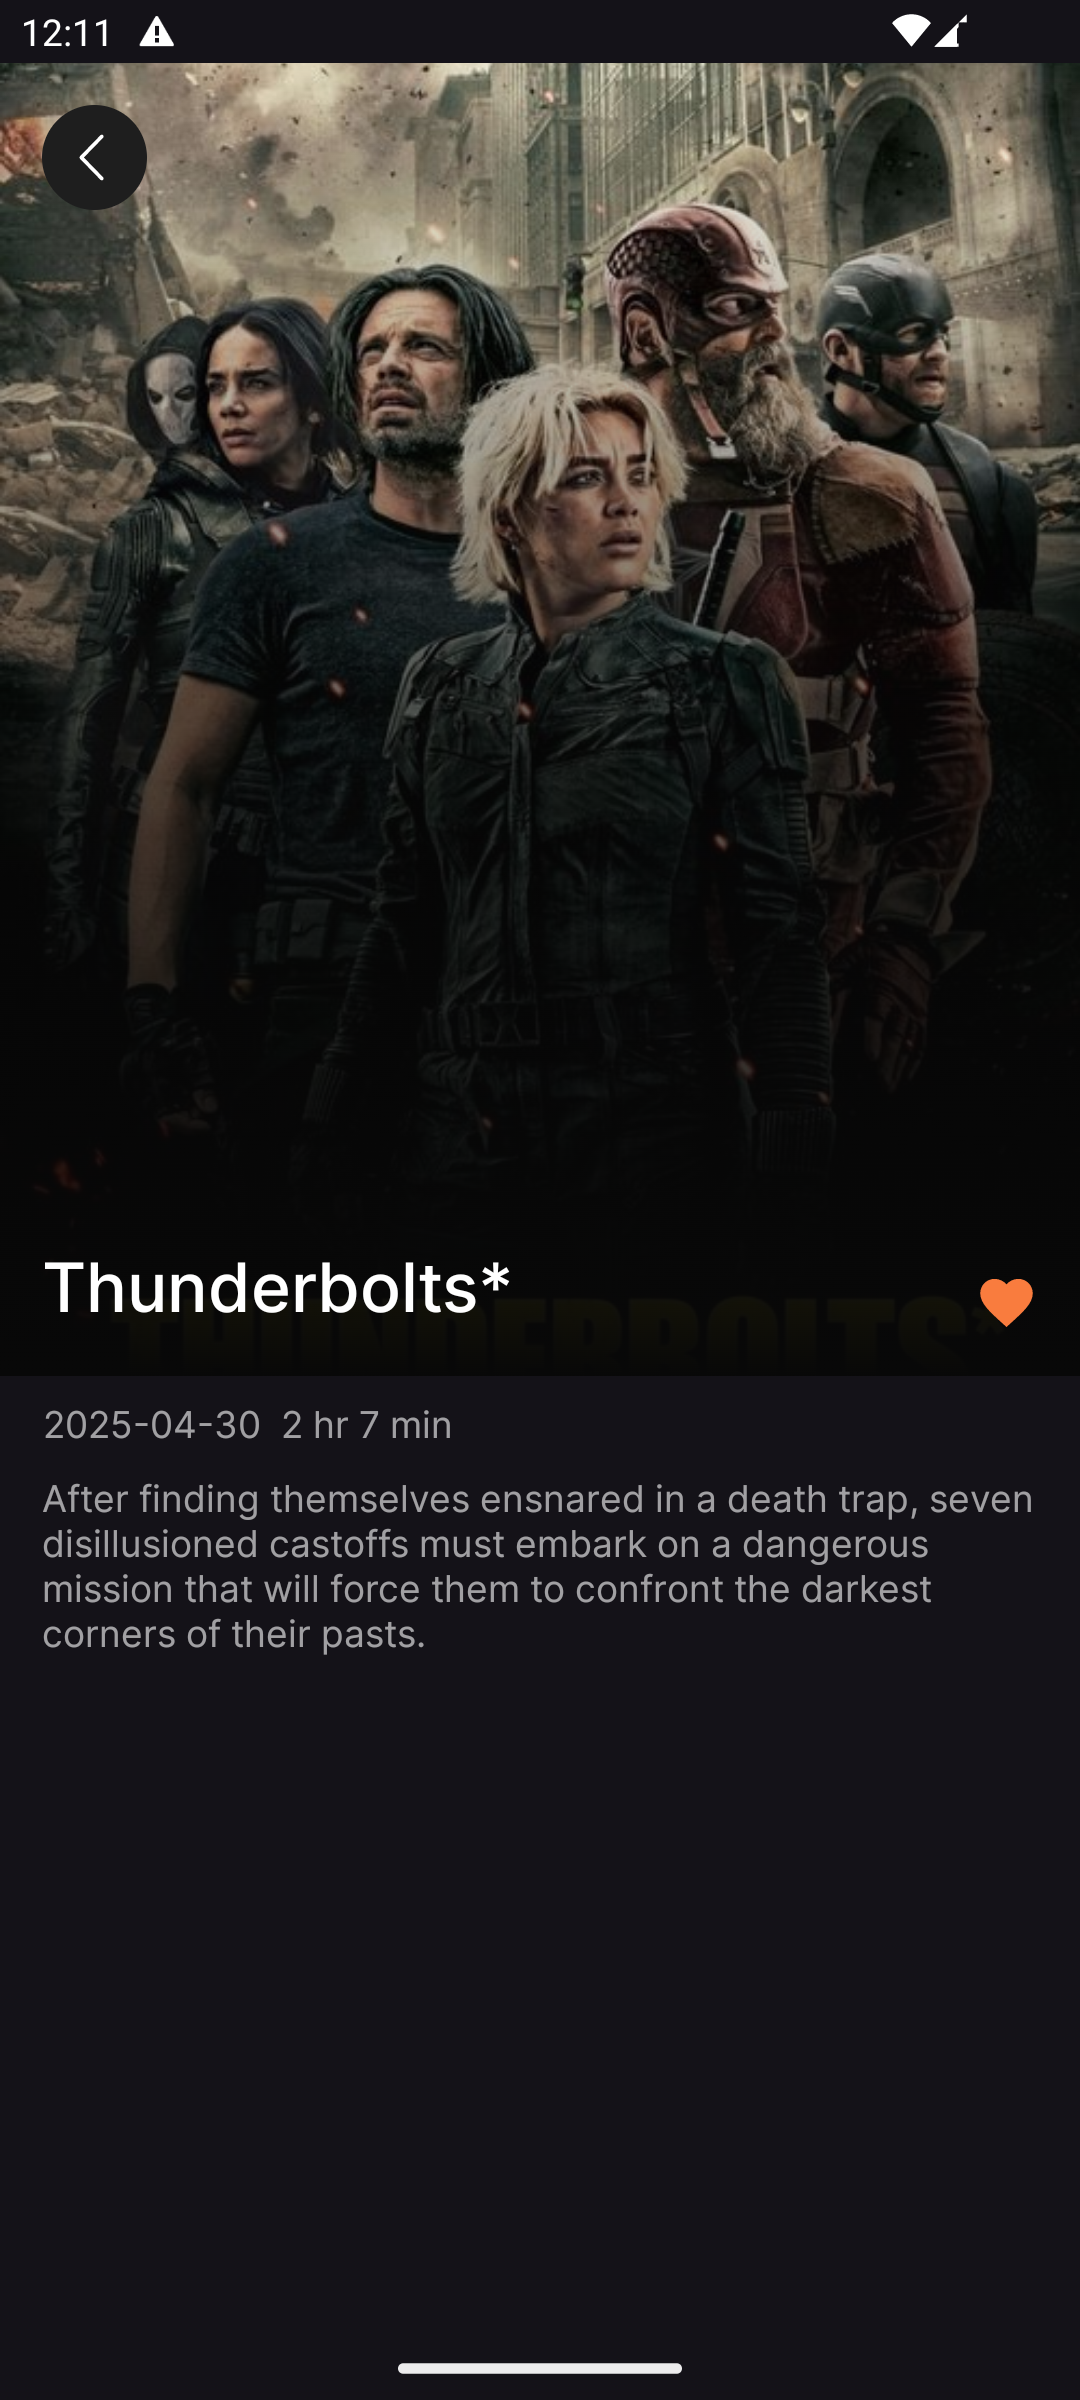 12:11
Thunderbolts*
THUNDERBOLTS*
2025-04-30 2 hr 7 min
After finding themselves ensnared in a death trap, seven
disillusioned castoffs must embark on a dangerous
mission that will force them to confront the darkest
corners of their pasts.